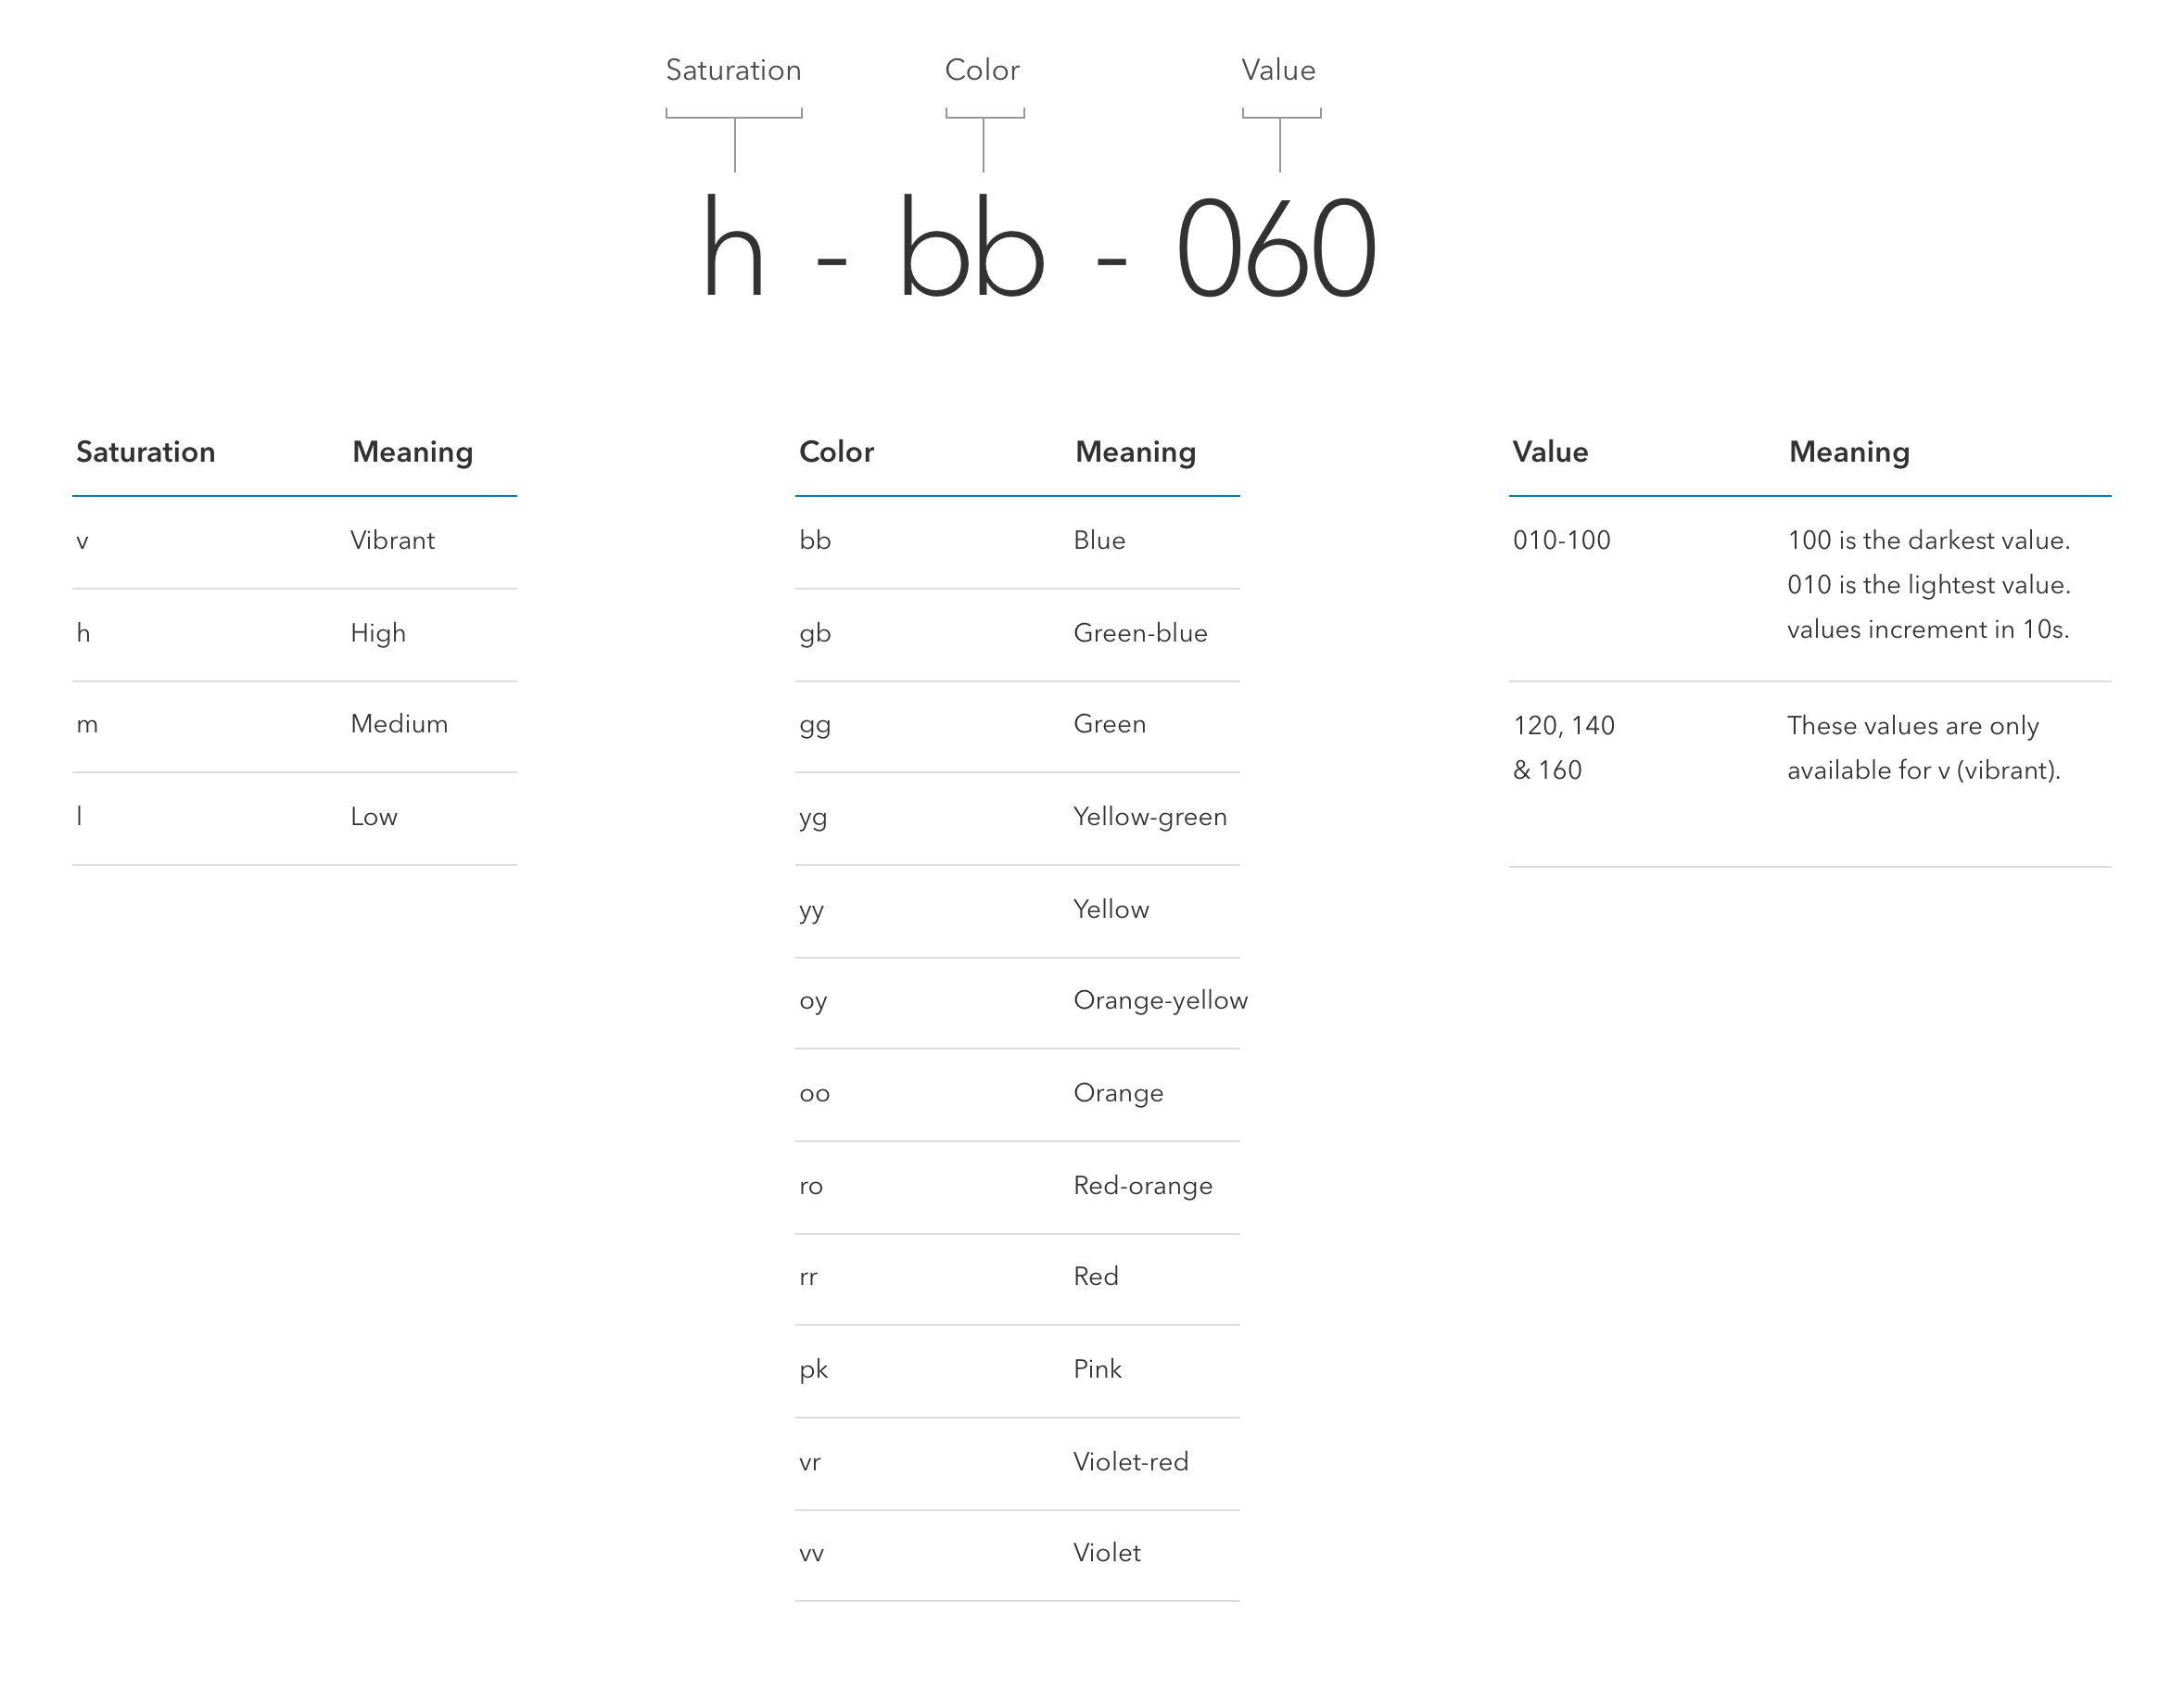 Saturation Color Value
h - bb - 060
Saturation Meaning
v Vibrant
h High
m Medium
l Low
Color Meaning
bb Blue
gb Green-blue
gg Green
yg Yellow-green
yy Yellow
oy Orange-yellow
oo Orange
ro Red-orange
rr Red
pk Pink
vr Violet-red
vv Violet
Value Meaning
010-100 100 is the darkest value.
010 is the lightest value.
values increment in 10s.
120, 140 These values are only
& 160 available for v (vibrant).